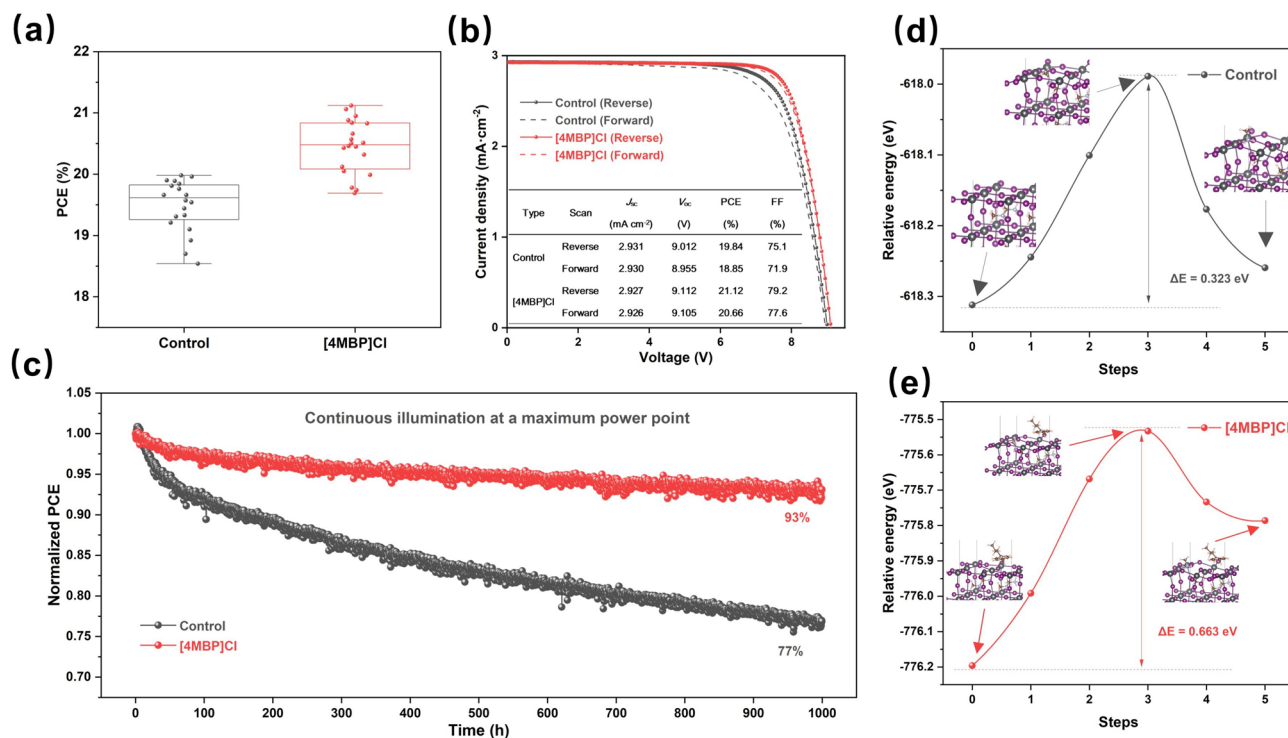 (a)
22
21
20
19
18
PCE (%)
Control
[4MBP]Cl
(b)
3
2
1
0
Current density (mA·cm⁻²)
Control (Reverse)
Control (Forward)
[4MBP]Cl (Reverse)
[4MBP]Cl (Forward)
Type Scan Jsc Voc PCE FF
(mA cm⁻²) (V) (%) (%)
Control Reverse 2.931 9.012 19.84 75.1
Forward 2.930 8.955 18.85 71.9
[4MBP]Cl Reverse 2.927 9.112 21.12 79.2
Forward 2.926 9.105 20.66 77.6
0 2 4 6 8
Voltage (V)
(c)
1.05
1.00
0.95
0.90
0.85
0.80
0.75
0.70
Normalized PCE
Continuous illumination at a maximum power point
93%
77%
Control
[4MBP]Cl
0 100 200 300 400 500 600 700 800 900 1000
Time (h)
(d)
-618.0
-618.1
-618.2
-618.3
Relative energy (eV)
Control
ΔE = 0.323 eV
0 1 2 3 4 5
Steps
(e)
-775.5
-775.6
-775.7
-775.8
-775.9
-776.0
-776.1
-776.2
Relative energy (eV)
[4MBP]Cl
ΔE = 0.663 eV
0 1 2 3 4 5
Steps